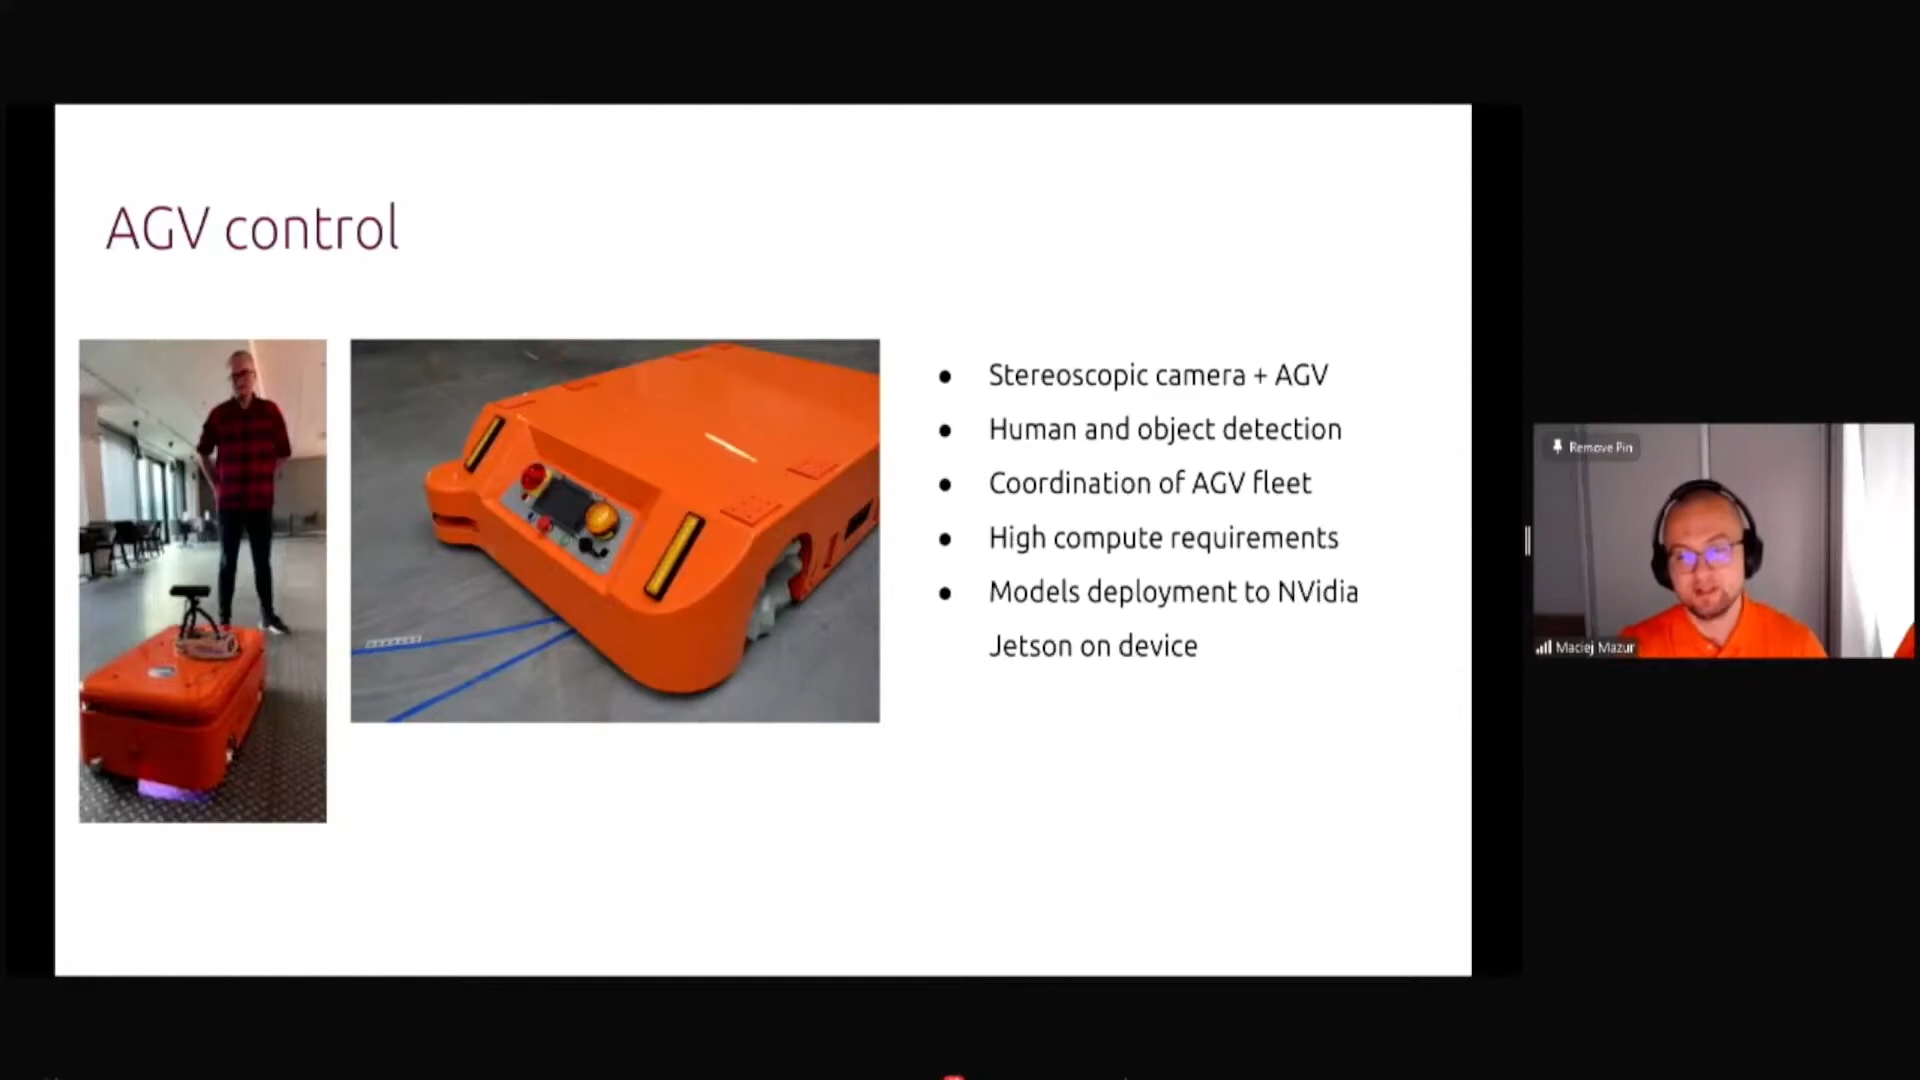 AGV control
Stereoscopic camera + AGV
Human and object detection
Coordination of AGV fleet
High compute requirements
Models deployment to NVidia
Jetson on device
Remove Pin
Maciej Mazur